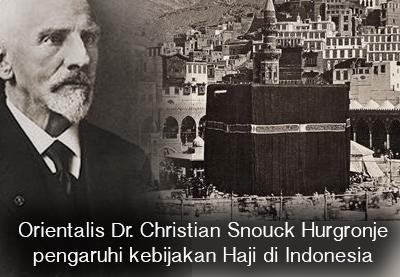 Orientalis Dr. Christian Snouck Hurgronje
pengaruhi kebijakan Haji di Indonesia